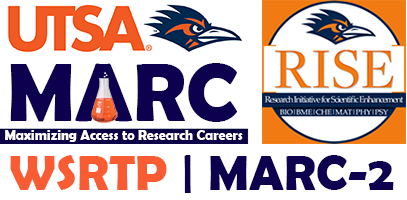 UTSA®
MARC
Maximizing Access to Research Careers
RISE
Research Initiative for Scientific Enhancement
BIO|BME|CHE|MAT|PHY|PSY
WSRTP | MARC-2